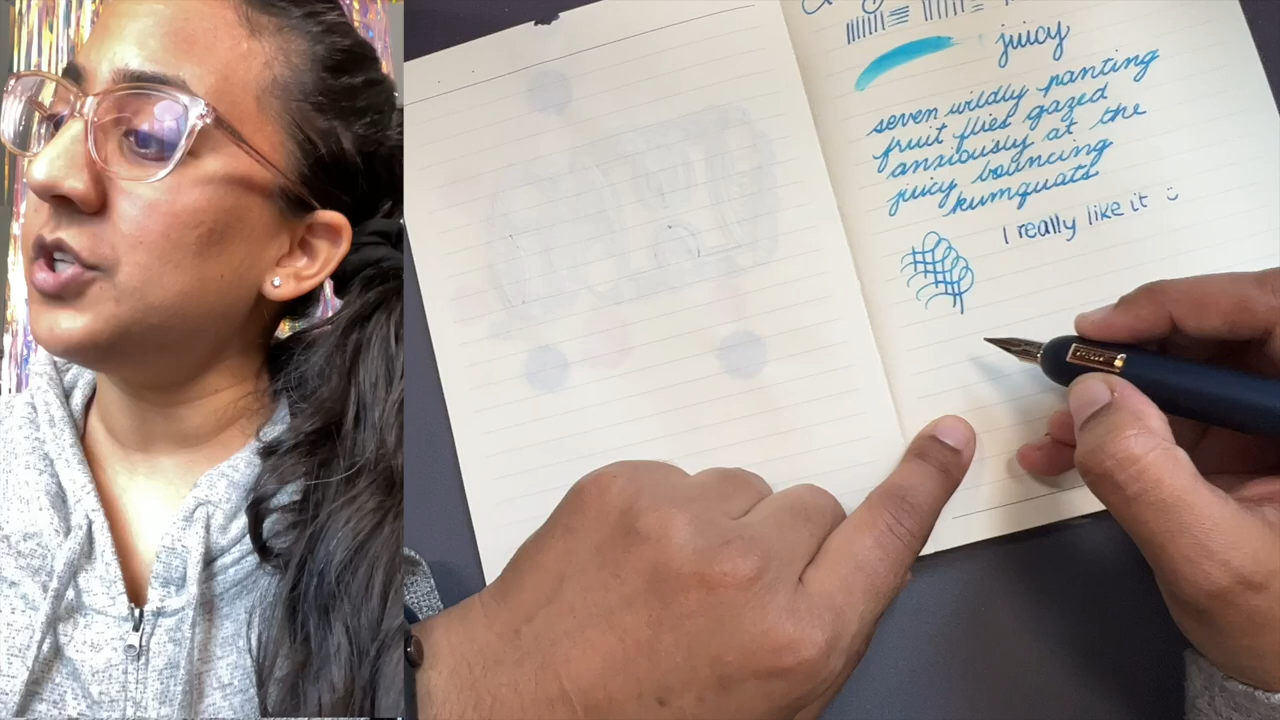 juicy
seven wildly panting
fruit flies gazed
anxiously at the
juicy bouncing
kumquats
I really like it